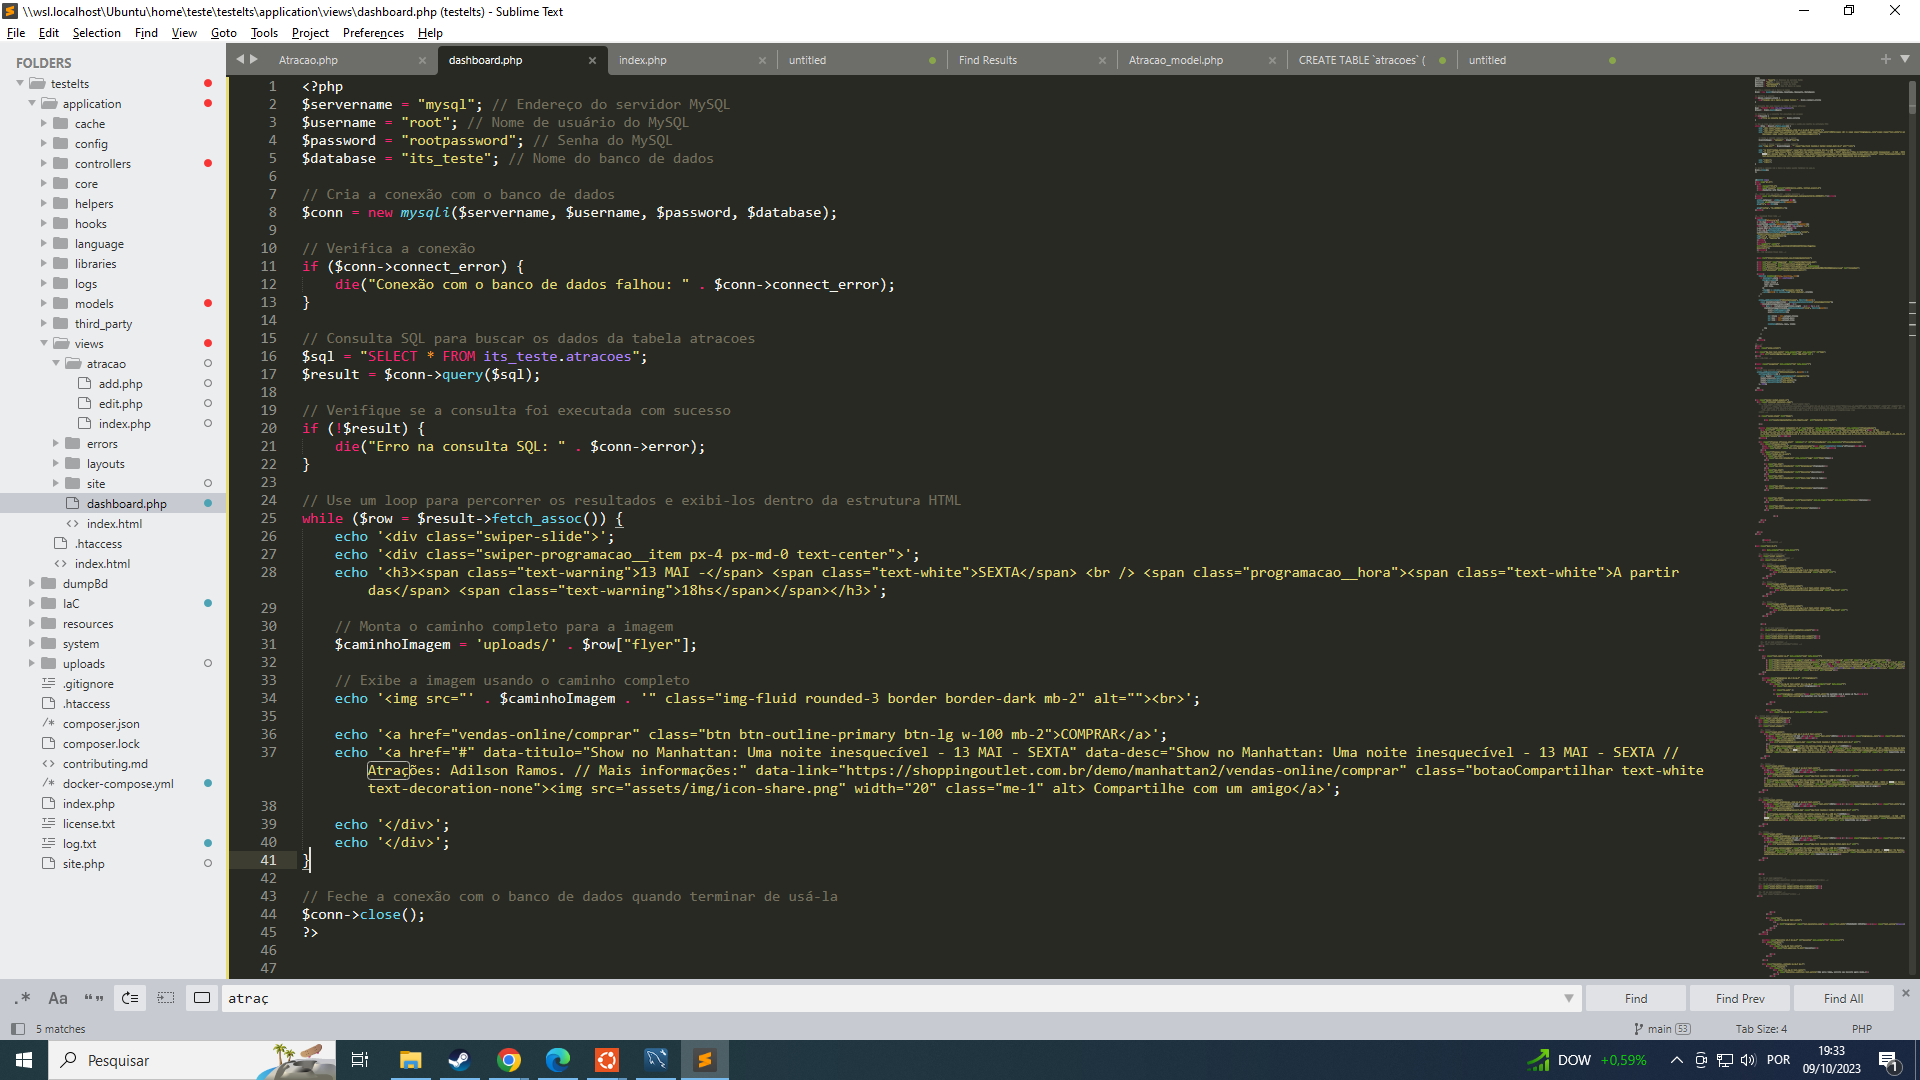 \\wsl.localhost\Ubuntu\home\teste\testelts\application\views\dashboard.php (testelts) - Sublime Text
File Edit Selection Find View Goto Tools Project Preferences Help
FOLDERS
testelts
application
cache
config
controllers
core
helpers
hooks
language
libraries
logs
models
third_party
views
atracao
add.php
edit.php
index.php
errors
layouts
site
dashboard.php
index.html
.htaccess
index.html
dumpBd
IaC
resources
system
uploads
.gitignore
.htaccess
composer.json
composer.lock
contributing.md
docker-compose.yml
index.php
license.txt
log.txt
site.php
Atracao.php dashboard.php index.php untitled Find Results Atracao_model.php CREATE TABLE `atracoes` ( untitled
1 <?php
2 $servername = "mysql"; // Endereço do servidor MySQL
3 $username = "root"; // Nome de usuário do MySQL
4 $password = "rootpassword"; // Senha do MySQL
5 $database = "its_teste"; // Nome do banco de dados
6
7 // Cria a conexão com o banco de dados
8 $conn = new mysqli($servername, $username, $password, $database);
9
10 // Verifica a conexão
11 if ($conn->connect_error) {
12 die("Conexão com o banco de dados falhou: " . $conn->connect_error);
13 }
14
15 // Consulta SQL para buscar os dados da tabela atracoes
16 $sql = "SELECT * FROM its_teste.atracoes";
17 $result = $conn->query($sql);
18
19 // Verifique se a consulta foi executada com sucesso
20 if (!$result) {
21 die("Erro na consulta SQL: " . $conn->error);
22 }
23
24 // Use um loop para percorrer os resultados e exibi-los dentro da estrutura HTML
25 while ($row = $result->fetch_assoc()) {
26 echo '<div class="swiper-slide">';
27 echo '<div class="swiper-programacao__item px-4 px-md-0 text-center">';
28 echo '<h3><span class="text-warning">13 MAI -</span> <span class="text-white">SEXTA</span> <br /> <span class="programacao__hora"><span class="text-white">A partir
das</span> <span class="text-warning">18hs</span></span></h3>';
29
30 // Monta o caminho completo para a imagem
31 $caminhoImagem = 'uploads/' . $row["flyer"];
32
33 // Exibe a imagem usando o caminho completo
34 echo '<img src="' . $caminhoImagem . '" class="img-fluid rounded-3 border border-dark mb-2" alt=""><br>';
35
36 echo '<a href="vendas-online/comprar" class="btn btn-outline-primary btn-lg w-100 mb-2">COMPRAR</a>';
37 echo '<a href="#" data-titulo="Show no Manhattan: Uma noite inesquecível - 13 MAI - SEXTA" data-desc="Show no Manhattan: Uma noite inesquecível - 13 MAI - SEXTA //
Atrações: Adilson Ramos. // Mais informações:" data-link="https://shoppingoutlet.com.br/demo/manhattan2/vendas-online/comprar" class="botaoCompartilhar text-white
text-decoration-none"><img src="assets/img/icon-share.png" width="20" class="me-1" alt> Compartilhe com um amigo</a>';
38
39 echo '</div>';
40 echo '</div>';
41 }
42
43 // Feche a conexão com o banco de dados quando terminar de usá-la
44 $conn->close();
45 ?>
46
47
.* Aa “” atraç Find Find Prev Find All
5 matches main 53 Tab Size: 4 PHP
Pesquisar DOW +0,59% POR 19:33
09/10/2023 1